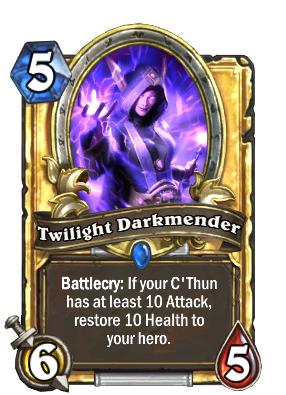 5
Twilight Darkmender
Battlecry: If your C'Thun
has at least 10 Attack,
restore 10 Health to
your hero.
6
5